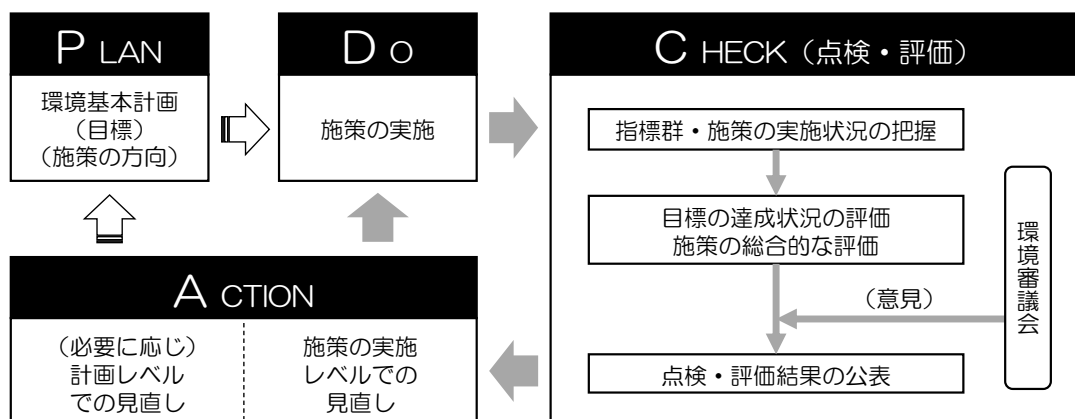 PLAN
環境基本計画
（目標）
（施策の方向）
DO
施策の実施
CHECK（点検・評価）
指標群・施策の実施状況の把握
目標の達成状況の評価
施策の総合的な評価
（意見）
環境審議会
点検・評価結果の公表
ACTION
（必要に応じ）
計画レベル
での見直し
施策の実施
レベルでの
見直し